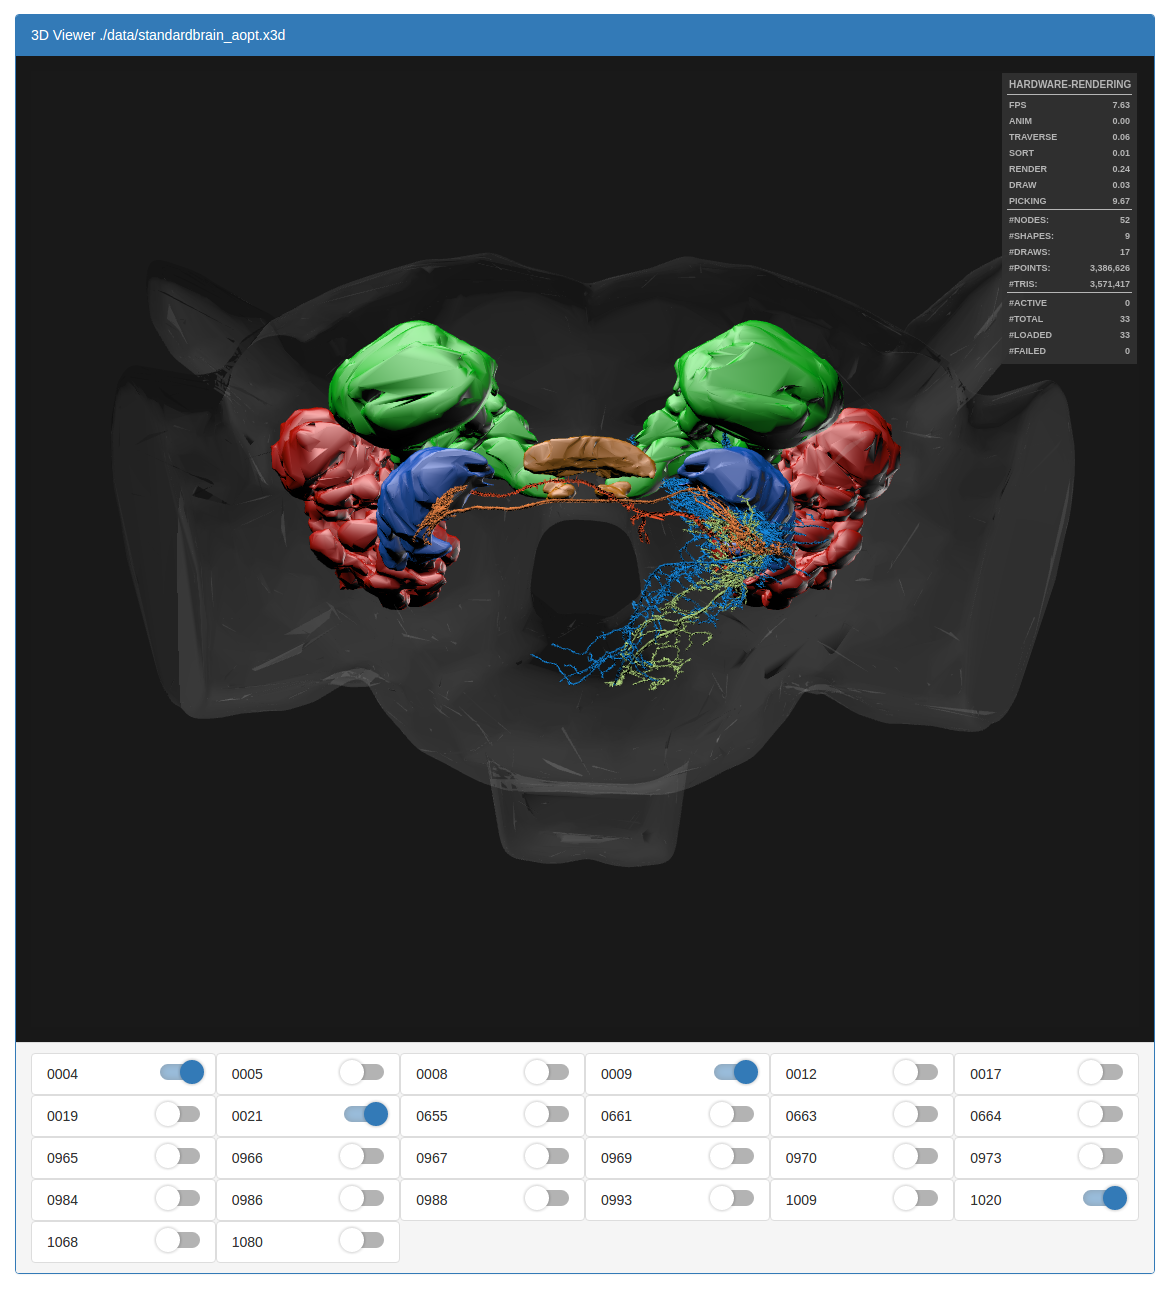 3D Viewer ./data/standardbrain_aopt.x3d
HARDWARE-RENDERING
FPS 7.63
ANIM 0.00
TRAVERSE 0.06
SORT 0.01
RENDER 0.24
DRAW 0.03
PICKING 9.67
#NODES: 52
#SHAPES: 9
#DRAWS: 17
#POINTS: 3,386,626
#TRIS: 3,571,417
#ACTIVE 0
#TOTAL 33
#LOADED 33
#FAILED 0
0004 0005 0008 0009 0012 0017
0019 0021 0655 0661 0663 0664
0965 0966 0967 0969 0970 0973
0984 0986 0988 0993 1009 1020
1068 1080